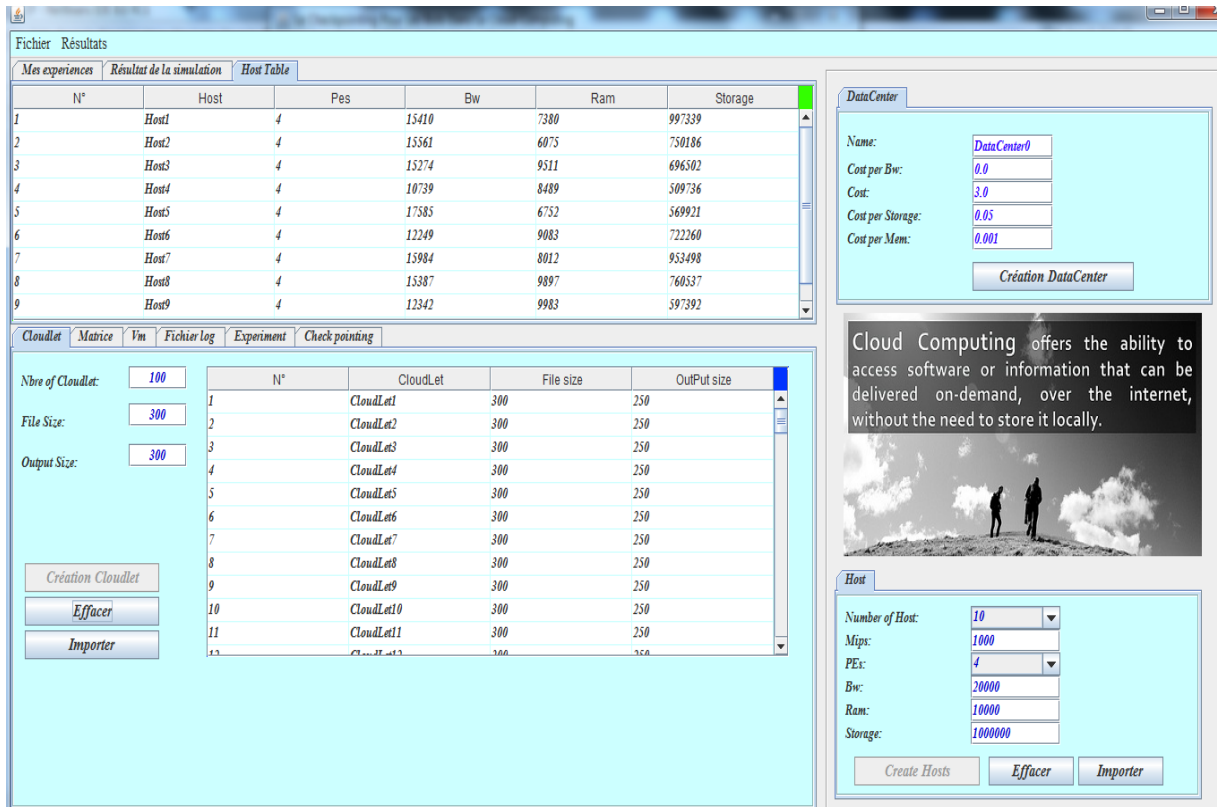 Fichier Résultats
Mes experiences Résultat de la simulation Host Table
N° Host Pes Bw Ram Storage
1 Host1 4 15410 7380 997339
2 Host2 4 15561 6075 750186
3 Host3 4 15274 9511 696502
4 Host4 4 10739 8489 509736
5 Host5 4 17585 6752 569921
6 Host6 4 12249 9083 722260
7 Host7 4 15984 8012 953498
8 Host8 4 15387 9897 760537
9 Host9 4 12342 9983 597392
Cloudlet Matrice Vm Fichier log Experiment Check pointing
Nbre of Cloudlet: 100
File Size: 300
Output Size: 300
Création Cloudlet
Effacer
Importer
N° CloudLet File size OutPut size
1 CloudLet1 300 250
2 CloudLet2 300 250
3 CloudLet3 300 250
4 CloudLet4 300 250
5 CloudLet5 300 250
6 CloudLet6 300 250
7 CloudLet7 300 250
8 CloudLet8 300 250
9 CloudLet9 300 250
10 CloudLet10 300 250
11 CloudLet11 300 250
12 CloudLet12 300 250
DataCenter
Name: DataCenter0
Cost per Bw: 0.0
Cost: 3.0
Cost per Storage: 0.05
Cost per Mem: 0.001
Création DataCenter
Cloud Computing offers the ability to
access software or information that can be
delivered on-demand, over the internet,
without the need to store it locally.
Host
Number of Host: 10
Mips: 1000
PEs: 4
Bw: 20000
Ram: 10000
Storage: 1000000
Create Hosts Effacer Importer